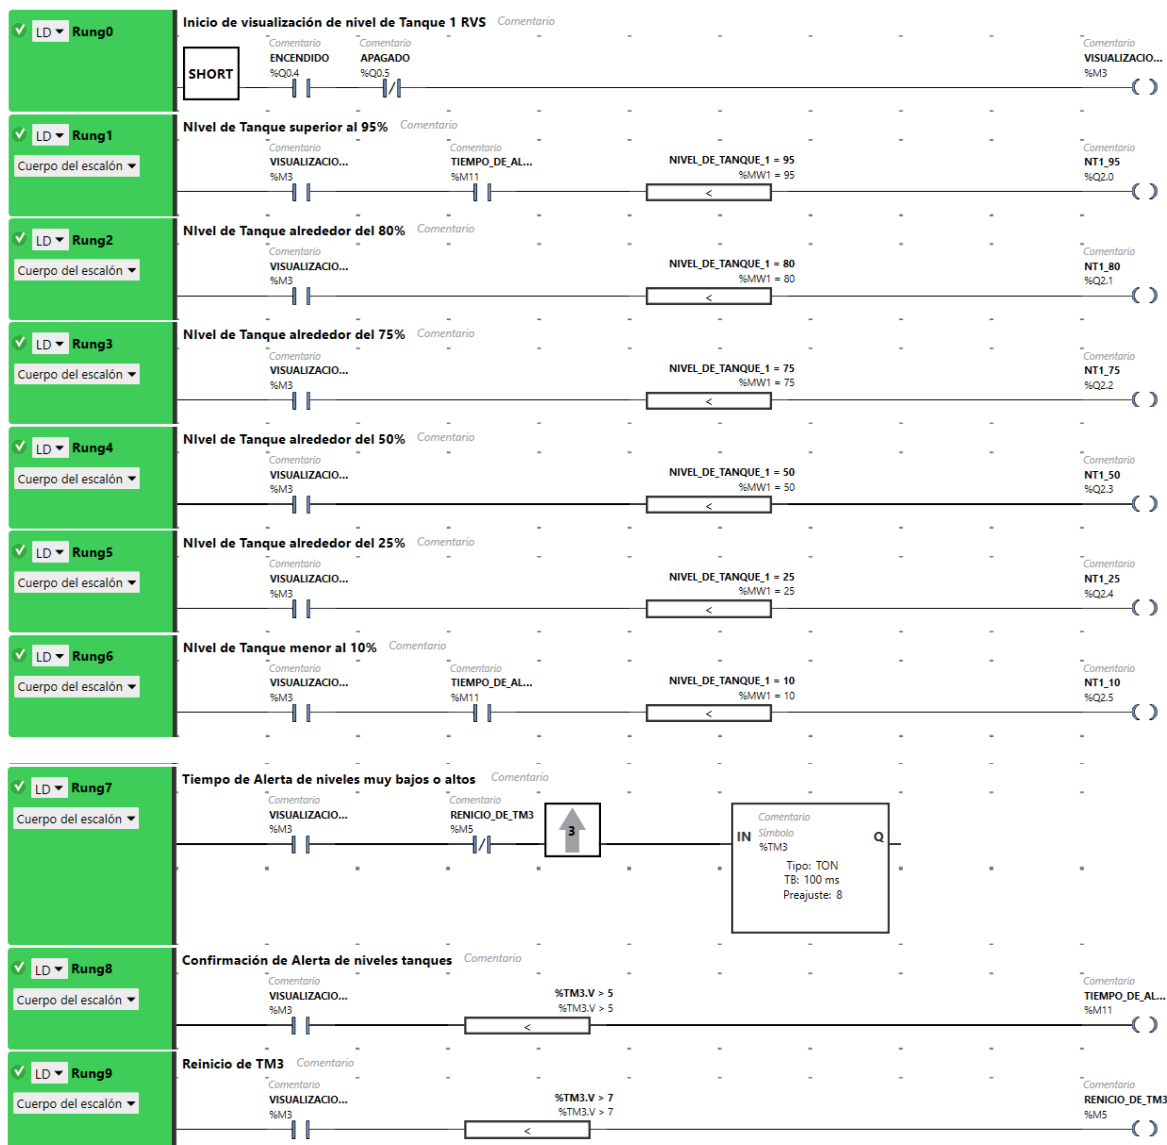 LD Rung0
Inicio de visualización de nivel de Tanque 1 RVS Comentario
Comentario Comentario Comentario
ENCENDIDO APAGADO VISUALIZACIO...
SHORT %Q0.4 %Q0.5 %M3
LD Rung1
Cuerpo del escalón
NIvel de Tanque superior al 95% Comentario
Comentario Comentario Comentario
VISUALIZACIO... TIEMPO_DE_AL... NIVEL_DE_TANQUE_1 = 95 NT1_95
%M3 %M11 %MW1 = 95 %Q2.0
<
LD Rung2
Cuerpo del escalón
NIvel de Tanque alrededor del 80% Comentario
Comentario Comentario
VISUALIZACIO... NIVEL_DE_TANQUE_1 = 80 NT1_80
%M3 %MW1 = 80 %Q2.1
<
LD Rung3
Cuerpo del escalón
NIvel de Tanque alrededor del 75% Comentario
Comentario Comentario
VISUALIZACIO... NIVEL_DE_TANQUE_1 = 75 NT1_75
%M3 %MW1 = 75 %Q2.2
<
LD Rung4
Cuerpo del escalón
NIvel de Tanque alrededor del 50% Comentario
Comentario Comentario
VISUALIZACIO... NIVEL_DE_TANQUE_1 = 50 NT1_50
%M3 %MW1 = 50 %Q2.3
<
LD Rung5
Cuerpo del escalón
NIvel de Tanque alrededor del 25% Comentario
Comentario Comentario
VISUALIZACIO... NIVEL_DE_TANQUE_1 = 25 NT1_25
%M3 %MW1 = 25 %Q2.4
<
LD Rung6
Cuerpo del escalón
NIvel de Tanque menor al 10% Comentario
Comentario Comentario Comentario
VISUALIZACIO... TIEMPO_DE_AL... NIVEL_DE_TANQUE_1 = 10 NT1_10
%M3 %M11 %MW1 = 10 %Q2.5
<
LD Rung7
Cuerpo del escalón
Tiempo de Alerta de niveles muy bajos o altos Comentario
Comentario Comentario
VISUALIZACIO... RENICIO_DE_TM3
%M3 %M5
3
Comentario
IN Símbolo Q
%TM3
Tipo: TON
TB: 100 ms
Preajuste: 8
LD Rung8
Cuerpo del escalón
Confirmación de Alerta de niveles tanques Comentario
Comentario Comentario
VISUALIZACIO... %TM3.V > 5 TIEMPO_DE_AL...
%M3 %TM3.V > 5 %M11
<
LD Rung9
Cuerpo del escalón
Reinicio de TM3 Comentario
Comentario Comentario
VISUALIZACIO... %TM3.V > 7 RENICIO_DE_TM3
%M3 %TM3.V > 7 %M5
<